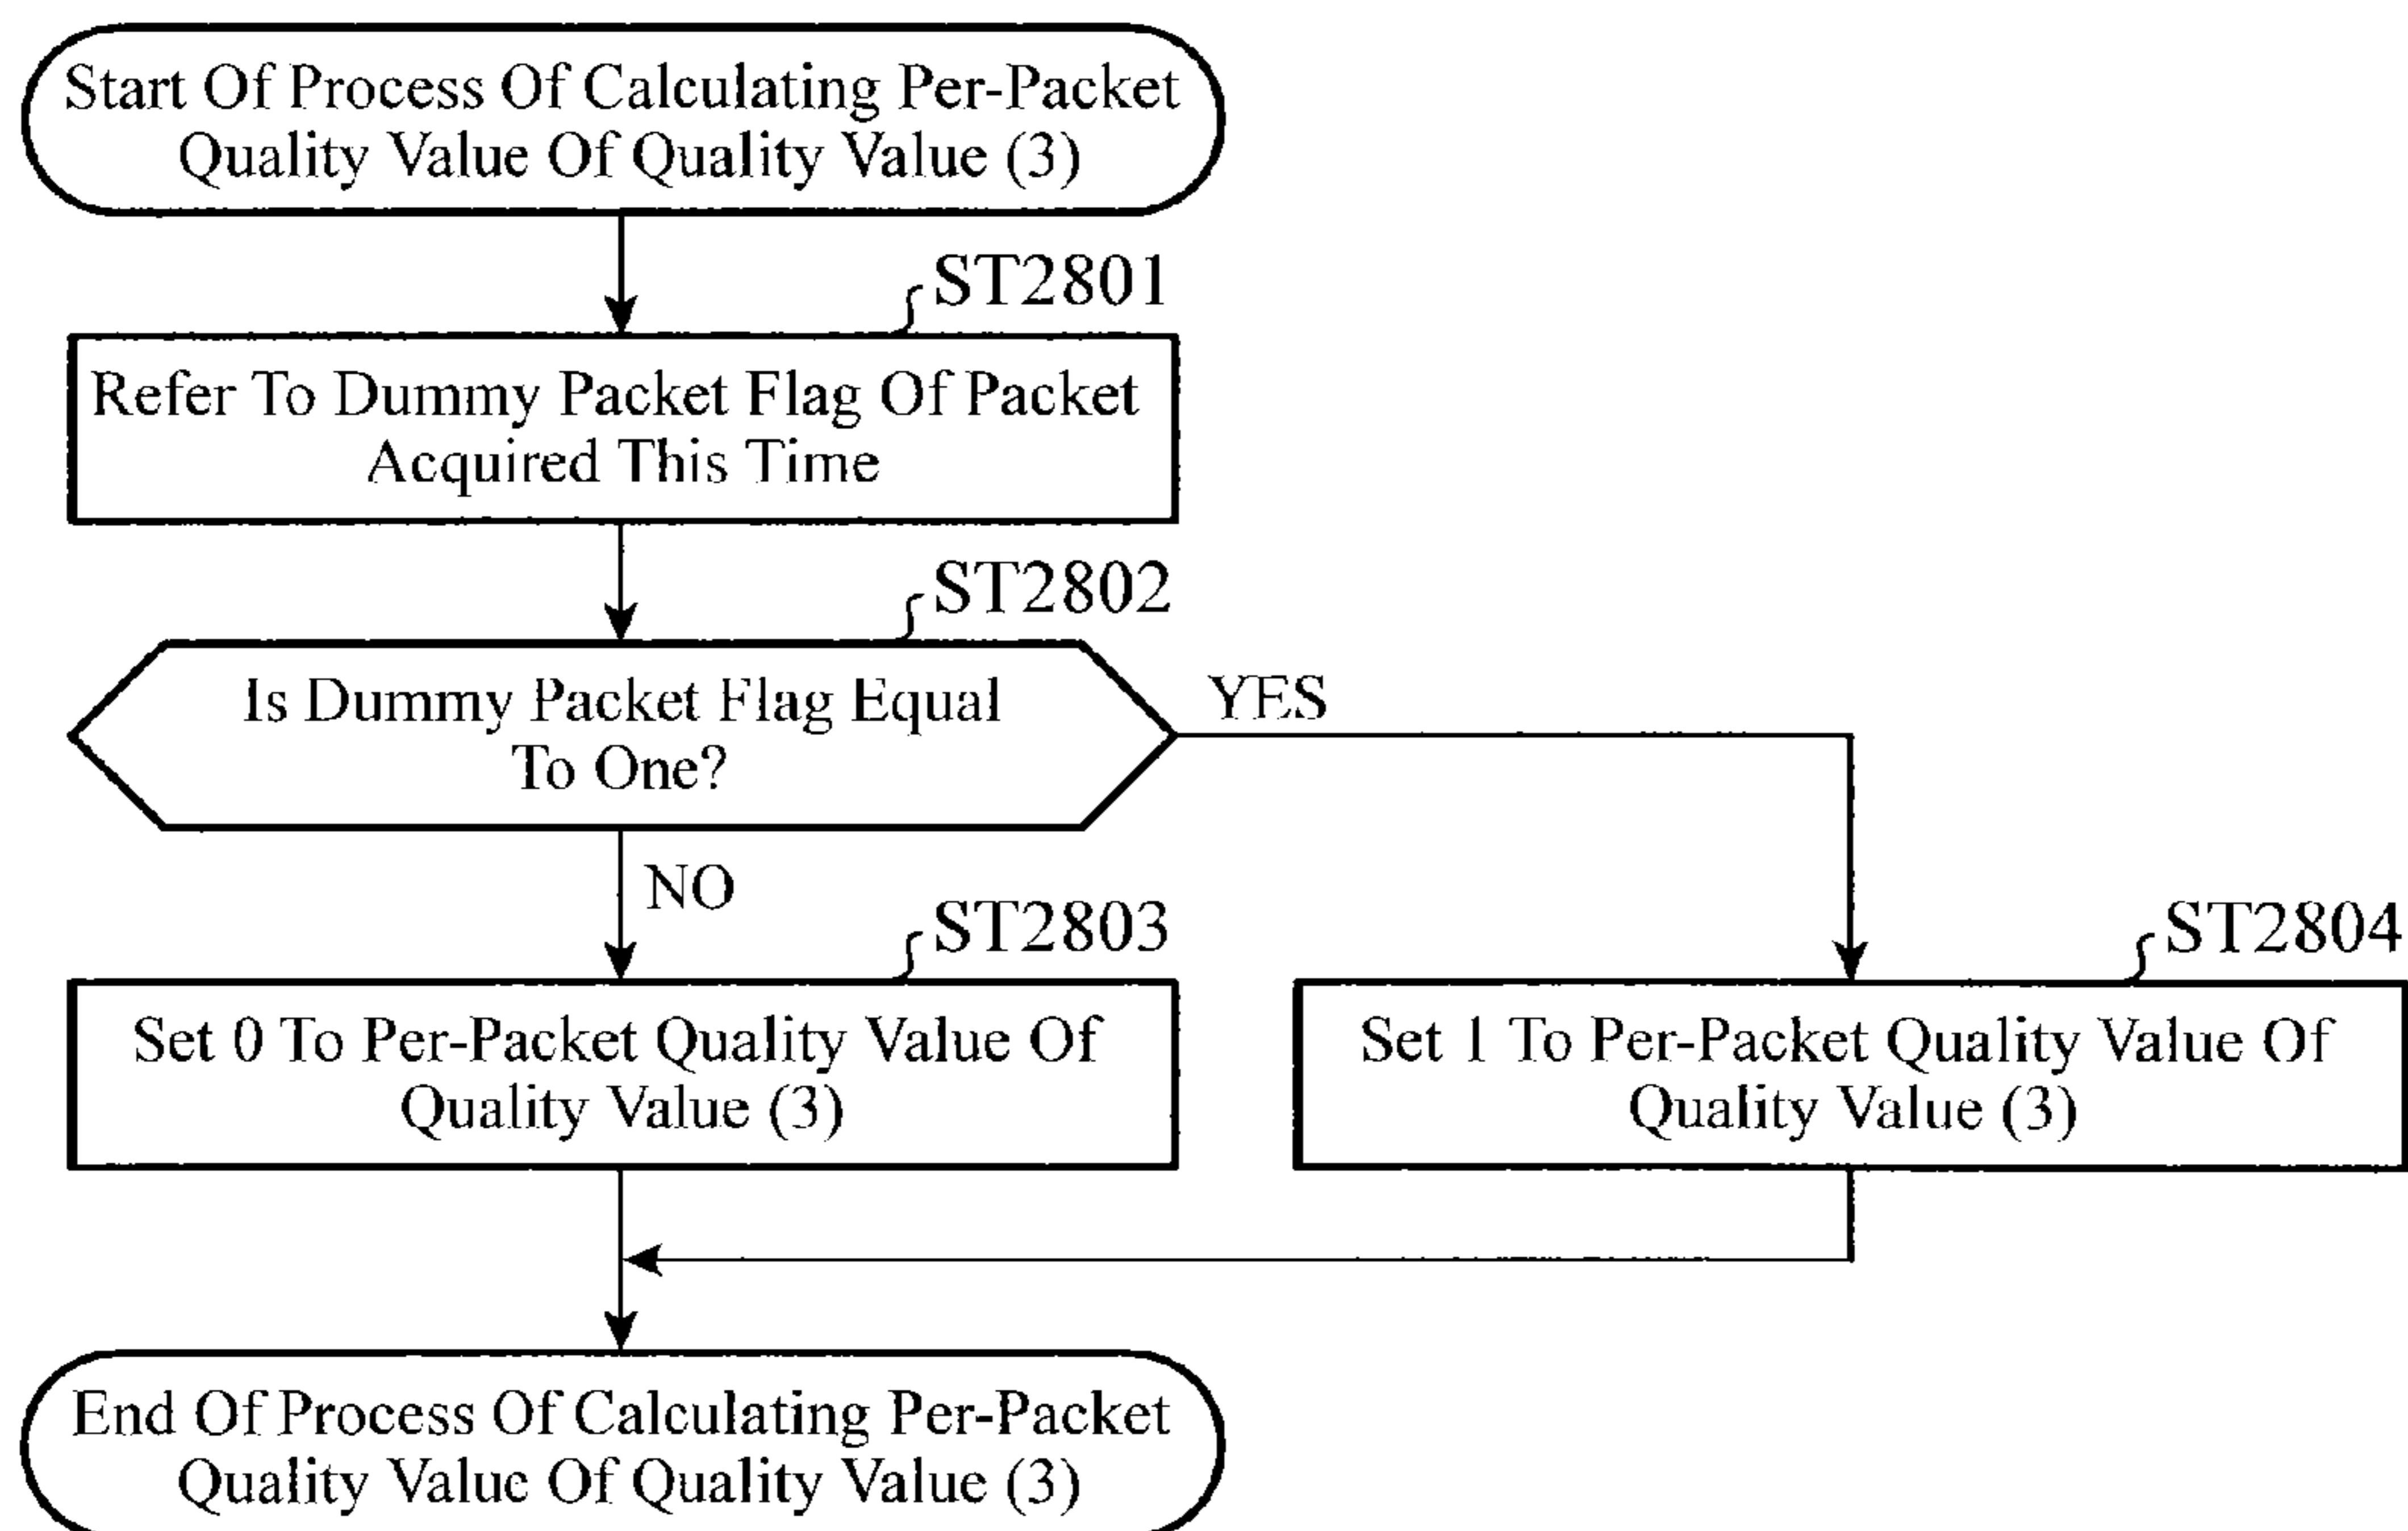 Start Of Process Of Calculating Per-Packet
Quality Value Of Quality Value (3)
ST2801
Refer To Dummy Packet Flag Of Packet
Acquired This Time
ST2802
Is Dummy Packet Flag Equal
To One?
YES
NO
ST2803
Set 0 To Per-Packet Quality Value Of
Quality Value (3)
ST2804
Set 1 To Per-Packet Quality Value Of
Quality Value (3)
End Of Process Of Calculating Per-Packet
Quality Value Of Quality Value (3)